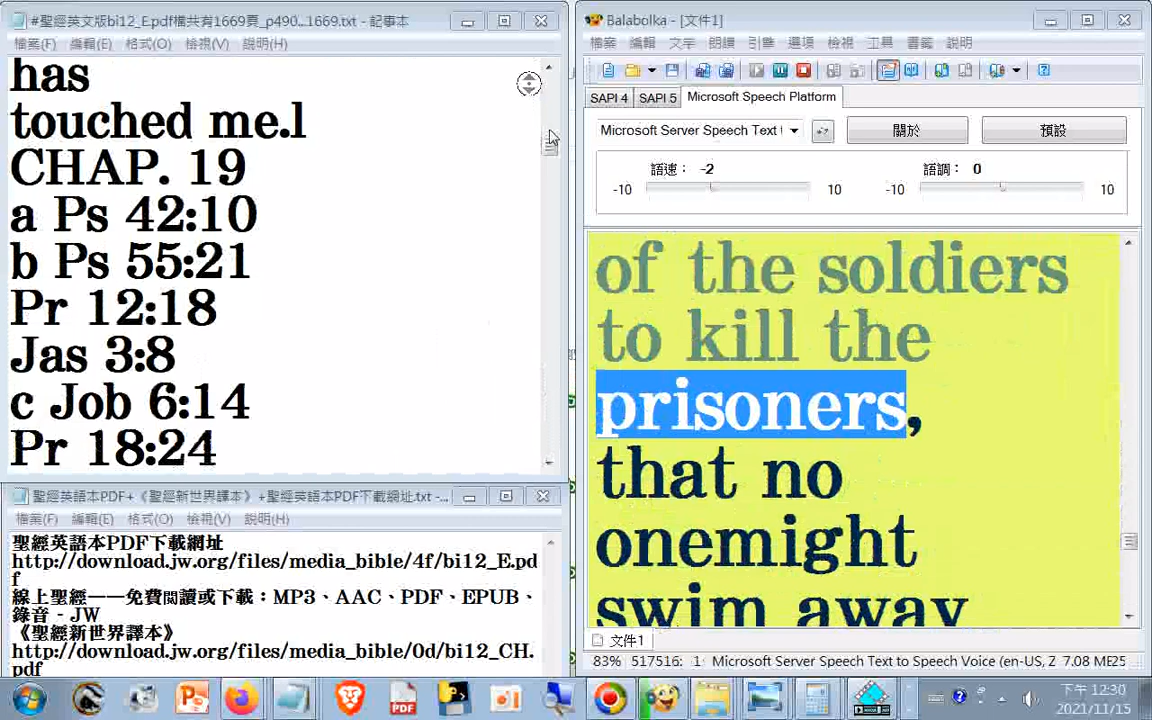 #聖經英文版bi12_E.pdf檔共有1669頁_p490...1669.txt - 記事本
檔案(F) 編輯(E) 格式(O) 檢視(V) 說明(H)
has
touched me.l
CHAP. 19
a Ps 42:10
b Ps 55:21
Pr 12:18
Jas 3:8
c Job 6:14
Pr 18:24
聖經英語本PDF+《聖經新世界譯本》+聖經英語本PDF下載網址.txt - ...
檔案(F) 編輯(E) 格式(O) 檢視(V) 說明(H)
聖經英語本PDF下載網址
http://download.jw.org/files/media_bible/4f/bi12_E.pd
f
線上聖經——免費閱讀或下載：MP3、AAC、PDF、EPUB、
錄音 - JW
《聖經新世界譯本》
http://download.jw.org/files/media_bible/0d/bi12_CH.
pdf
Balabolka - [文件1]
檔案 編輯 文字 朗讀 引擎 選項 檢視 工具 書籤 說明
SAPI 4 SAPI 5 Microsoft Speech Platform
Microsoft Server Speech Text 關於 預設
語速： -2 語調： 0
-10 10 -10 10
of the soldiers
to kill the
prisoners,
that no
onemight
swim away
文件1
83% 517516: 1 Microsoft Server Speech Text to Speech Voice (en-US, Z 7.08 ME25
PDF
下午 12:30
2021/11/15